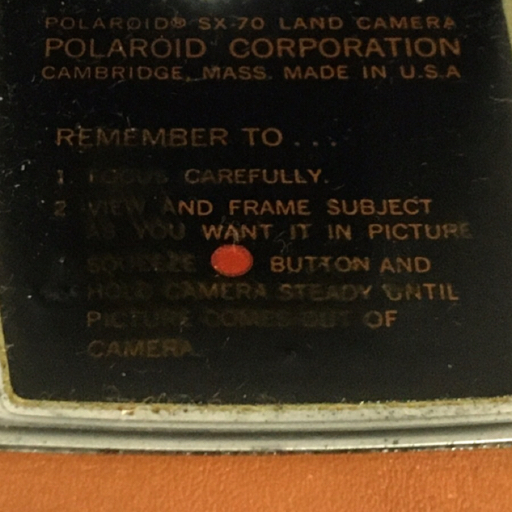 POLAROID® SX-70 LAND CAMERA
POLAROID CORPORATION
CAMBRIDGE, MASS. MADE IN U.S.A
REMEMBER TO . . .
1. FOCUS CAREFULLY.
2 VIEW AND FRAME SUBJECT
AS YOU WANT IT IN PICTURE
SQUEEZE BUTTON AND
HOLD CAMERA STEADY UNTIL
PICTURE COMES OUT OF
CAMERA